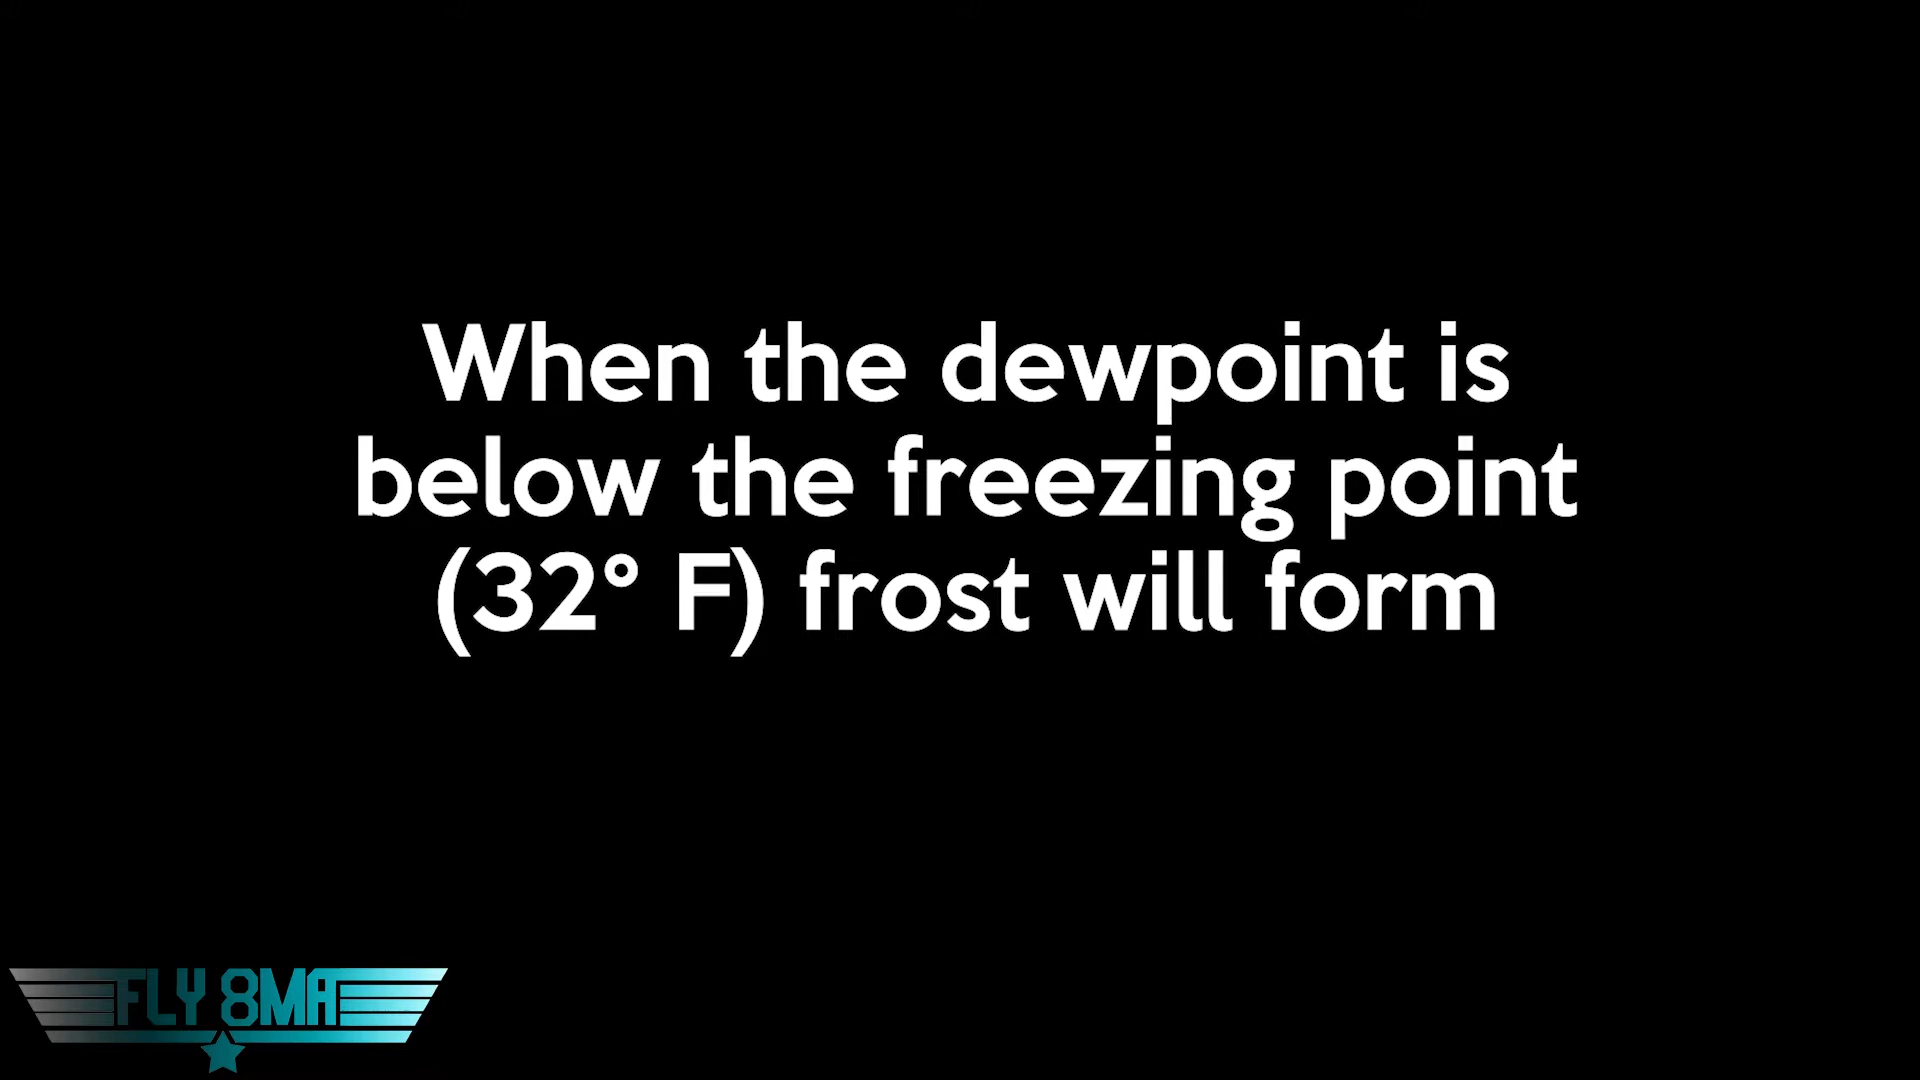 When the dewpoint is
below the freezing point
(32° F) frost will form
FLY 8MA